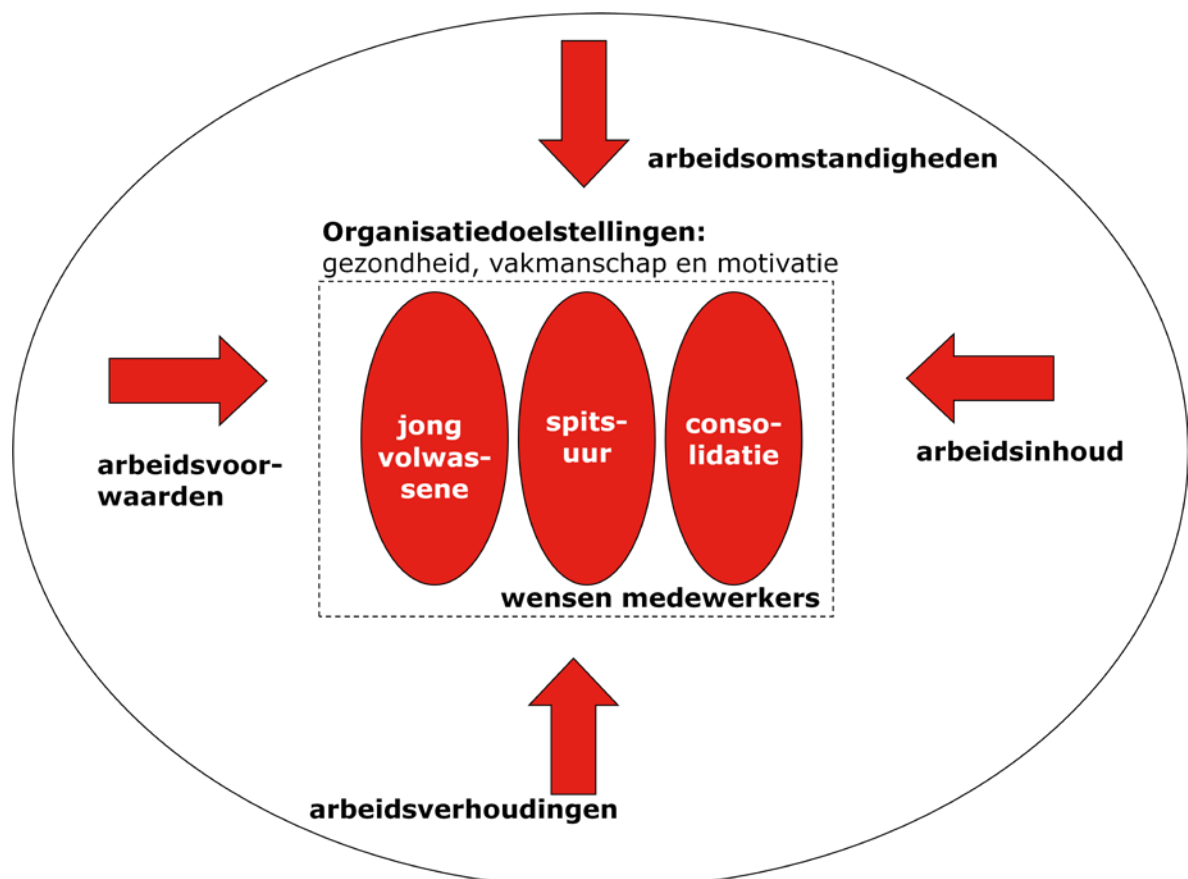 arbeidsomstandigheden
Organisatiedoelstellingen:
gezondheid, vakmanschap en motivatie
arbeidsvoor-
waarden
jong
volwas-
sene
spits-
uur
conso-
lidatie
arbeidsinhoud
wensen medewerkers
arbeidsverhoudingen